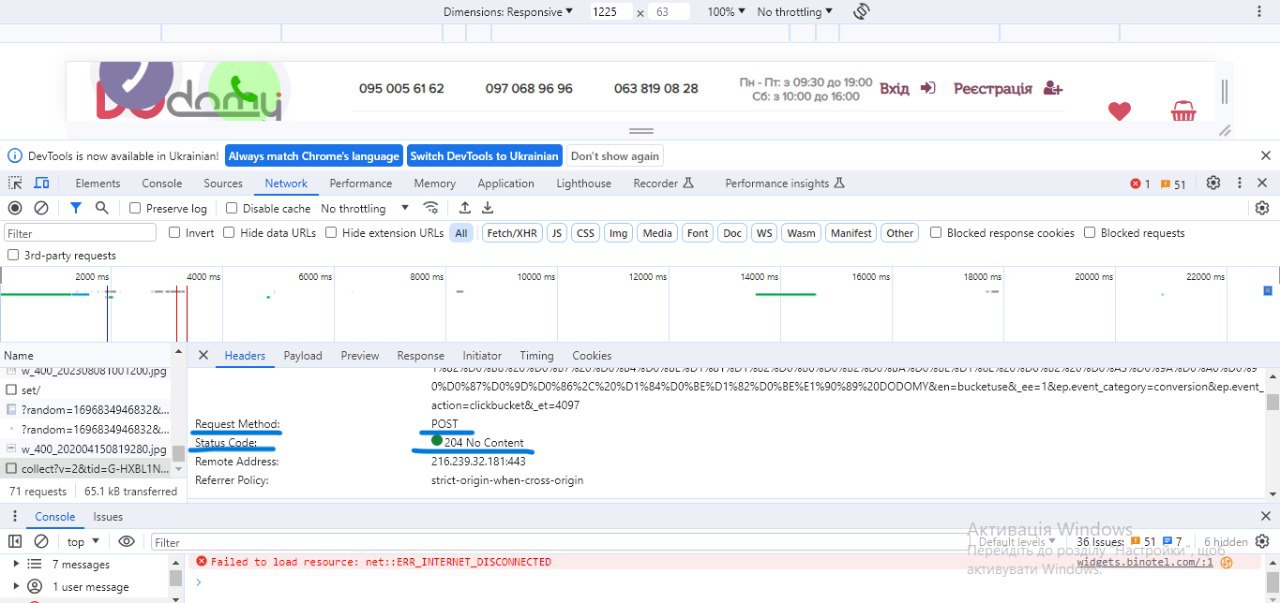 Dimensions: Responsive 1225 x 63 100% No throttling
DOdomy 095 005 61 62 097 068 96 96 063 819 08 28 Пн - Пт: з 09:30 до 19:00 Вхід Реєстрація
Сб: з 10:00 до 16:00
DevTools is now available in Ukrainian! Always match Chrome's language Switch DevTools to Ukrainian Don't show again
Elements Console Sources Network Performance Memory Application Lighthouse Recorder Performance insights 1 51
Preserve log Disable cache No throttling
Filter Invert Hide data URLs Hide extension URLs All Fetch/XHR JS CSS Img Media Font Doc WS Wasm Manifest Other Blocked response cookies Blocked requests
3rd-party requests
2000 ms 4000 ms 6000 ms 8000 ms 10000 ms 12000 ms 14000 ms 16000 ms 18000 ms 20000 ms 22000 ms
Name Headers Payload Preview Response Initiator Timing Cookies
w_400_202308081001200.jpg
set/
0%D0%87%D0%9D%D0%86%2C%20%D1%84%D0%BE%D1%82%D0%BE%E1%90%89%20DODOMY&en=bucketuse&_ee=1&ep.event_category=conversion&ep.event_
?random=1696834946832&...
action=clickbucket&_et=4097
?random=1696834946832&...
Request Method: POST
w_400_202004150819280.jpg
Status Code: 204 No Content
collect?v=2&tid=G-HXBL1N...
Remote Address: 216.239.32.181:443
Referrer Policy: strict-origin-when-cross-origin
71 requests 65.1 kB transferred
Console Issues
top Filter Default levels 36 Issues: 51 7 6 hidden
7 messages
Failed to load resource: net::ERR_INTERNET_DISCONNECTED widgets.binotel.com/:1
1 user message
Активація Windows
Перейдіть до розділу "Настройки", щоб
активувати Windows.